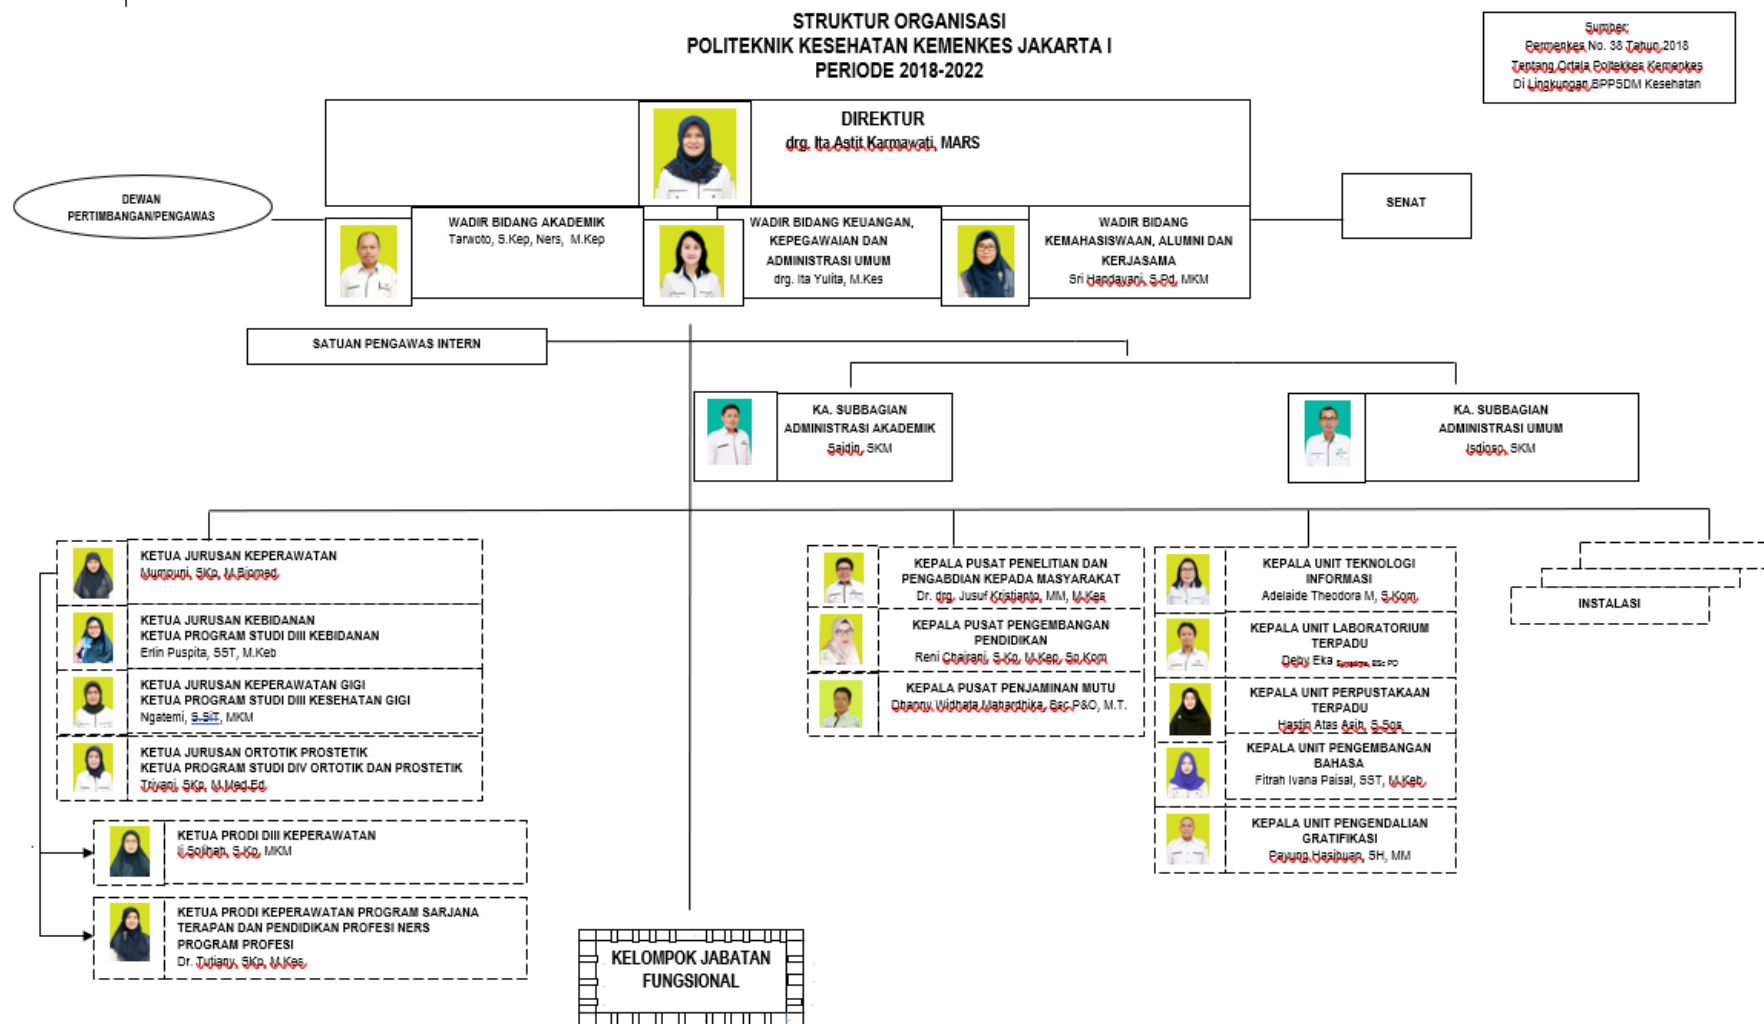 STRUKTUR ORGANISASI
POLITEKNIK KESEHATAN KEMENKES JAKARTA I
PERIODE 2018-2022
Sumber:
Permenkes No. 38 Tahun 2018
Tentang Ortala Poltekkes Kemenkes
Di Lingkungan BPPSDM Kesehatan
DIREKTUR
drg. Ita Astit Karmawati, MARS
DEWAN
PERTIMBANGAN/PENGAWAS
SENAT
WADIR BIDANG AKADEMIK
Tarwoto, S.Kep, Ners, M.Kep
WADIR BIDANG KEUANGAN,
KEPEGAWAIAN DAN
ADMINISTRASI UMUM
drg. Ita Yulita, M.Kes
WADIR BIDANG
KEMAHASISWAAN, ALUMNI DAN
KERJASAMA
Sri Handayani, S.Pd, MKM
SATUAN PENGAWAS INTERN
KA. SUBBAGIAN
ADMINISTRASI AKADEMIK
Saidin, SKM
KA. SUBBAGIAN
ADMINISTRASI UMUM
Isdioso, SKM
KETUA JURUSAN KEPERAWATAN
Mumpuni, SKp, M.Biomed
KETUA JURUSAN KEBIDANAN
KETUA PROGRAM STUDI DIII KEBIDANAN
Erlin Puspita, SST, M.Keb
KETUA JURUSAN KEPERAWATAN GIGI
KETUA PROGRAM STUDI DIII KESEHATAN GIGI
Ngatemi, S.SiT, MKM
KETUA JURUSAN ORTOTIK PROSTETIK
KETUA PROGRAM STUDI DIV ORTOTIK DAN PROSTETIK
Triyani, SKp, M.Med.Ed
KETUA PRODI DIII KEPERAWATAN
Ii Solihah, S.Kp, MKM
KETUA PRODI KEPERAWATAN PROGRAM SARJANA
TERAPAN DAN PENDIDIKAN PROFESI NERS
PROGRAM PROFESI
Dr. Tutiany, SKp, M.Kes
KEPALA PUSAT PENELITIAN DAN
PENGABDIAN KEPADA MASYARAKAT
Dr. drg. Jusuf Kristianto, MM, M.Kes
KEPALA PUSAT PENGEMBANGAN
PENDIDIKAN
Reni Chairani, S.Kp, M.Kep, Sp.Kom
KEPALA PUSAT PENJAMINAN MUTU
Dhanny Widhata Mahardhika, Bsc P&O, M.T.
KEPALA UNIT TEKNOLOGI
INFORMASI
Adelaide Theodora M, S.Kom
KEPALA UNIT LABORATORIUM
TERPADU
Deby Eka BSc PO
KEPALA UNIT PERPUSTAKAAN
TERPADU
Hastin Atas Asih, S.Sos
KEPALA UNIT PENGEMBANGAN
BAHASA
Fitrah Ivana Paisal, SST, M.Keb
KEPALA UNIT PENGENDALIAN
GRATIFIKASI
Payung Hasibuan, SH, MM
INSTALASI
KELOMPOK JABATAN
FUNGSIONAL